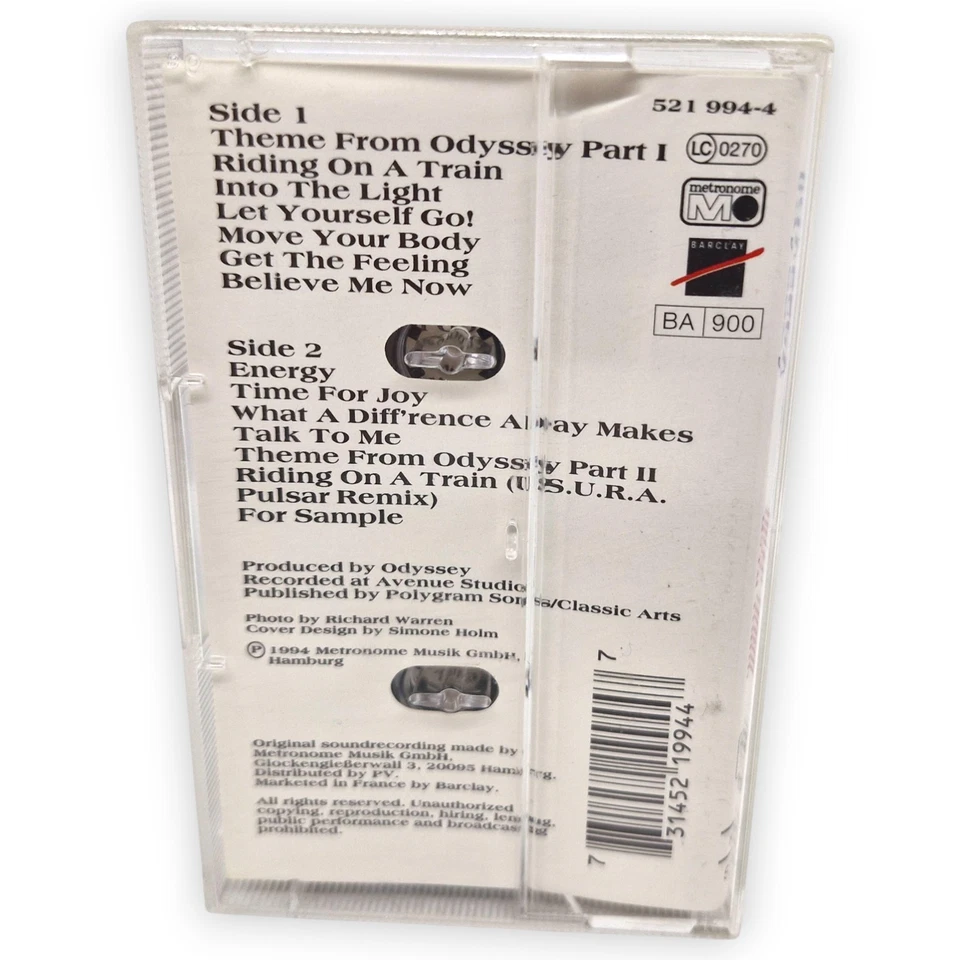 Side 1
Theme From Odyssey Part I
Riding On A Train
Into The Light
Let Yourself Go!
Move Your Body
Get The Feeling
Believe Me Now
521 994-4
LC 0270
metronome
M
BARCLAY
BA 900
Side 2
Energy
Time For Joy
What A Diff'rence A Day Makes
Talk To Me
Theme From Odyssey Part II
Riding On A Train (U.S.U.R.A.
Pulsar Remix)
For Sample
Produced by Odyssey
Recorded at Avenue Studios
Published by Polygram Songs/Classic Arts
Photo by Richard Warren
Cover Design by Simone Holm
℗ 1994 Metronome Musik GmbH,
Hamburg
Original soundrecording made by
Metronome Musik GmbH,
Glockengießerwall 3, 20095 Hamburg.
Distributed by PV.
Marketed in France by Barclay.
All rights reserved. Unauthorized
copying, reproduction, hiring, lending,
public performance and broadcasting
prohibited.
7 31452 19944 7